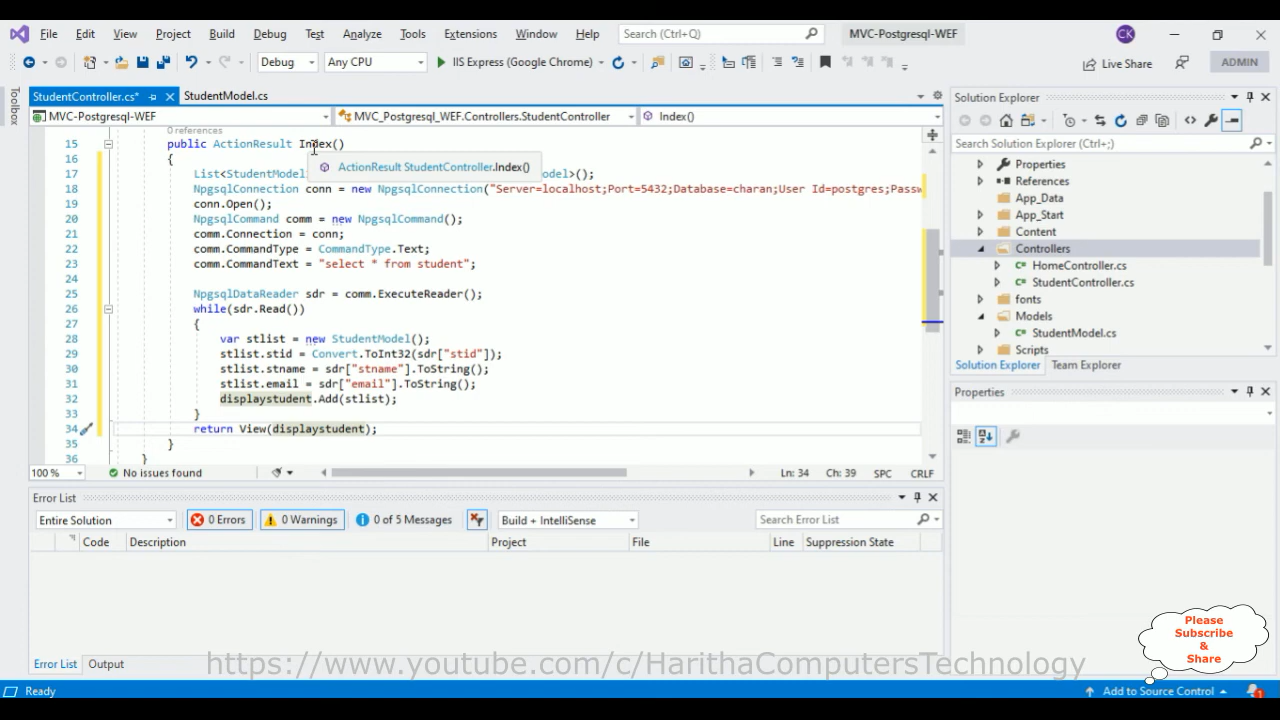 File Edit View Project Build Debug Test Analyze Tools Extensions Window Help Search (Ctrl+Q) MVC-Postgresql-WEF CK
Debug Any CPU IIS Express (Google Chrome) Live Share ADMIN
Toolbox
StudentController.cs* StudentModel.cs
MVC-Postgresql-WEF MVC_Postgresql_WEF.Controllers.StudentController Index()
0 references
15 public ActionResult Index()
16 {
ActionResult StudentController.Index()
17 List<StudentModel odel>();
18 NpgsqlConnection conn = new NpgsqlConnection("Server=localhost;Port=5432;Database=charan;User Id=postgres;Passw
19 conn.Open();
20 NpgsqlCommand comm = new NpgsqlCommand();
21 comm.Connection = conn;
22 comm.CommandType = CommandType.Text;
23 comm.CommandText = "select * from student";
24
25 NpgsqlDataReader sdr = comm.ExecuteReader();
26 while(sdr.Read())
27 {
28 var stlist = new StudentModel();
29 stlist.stid = Convert.ToInt32(sdr["stid"]);
30 stlist.stname = sdr["stname"].ToString();
31 stlist.email = sdr["email"].ToString();
32 displaystudent.Add(stlist);
33 }
34 return View(displaystudent);
35 }
36 }
100 % No issues found Ln: 34 Ch: 39 SPC CRLF
Error List
Entire Solution 0 Errors 0 Warnings 0 of 5 Messages Build + IntelliSense Search Error List
Code Description Project File Line Suppression State
Error List Output
Solution Explorer
Search Solution Explorer (Ctrl+;)
Properties
References
App_Data
App_Start
Content
Controllers
HomeController.cs
StudentController.cs
fonts
Models
StudentModel.cs
Scripts
Solution Explorer Team Explorer
Properties
Please
Subscribe
&
Share
https://www.youtube.com/c/HarithaComputersTechnology
Ready Add to Source Control 1